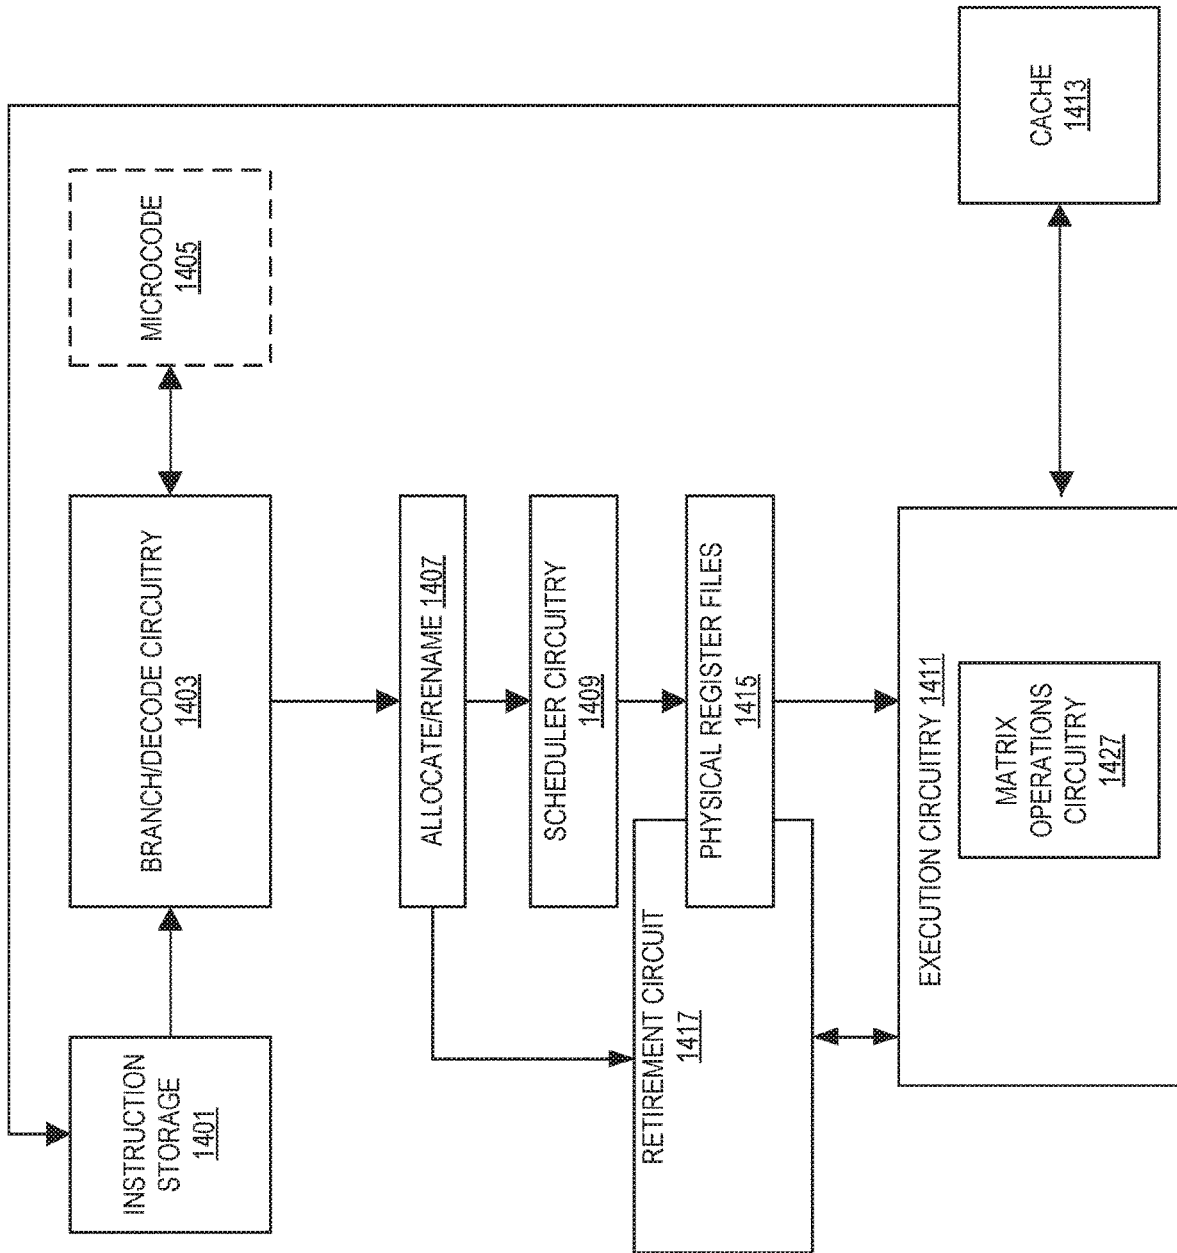 INSTRUCTION
STORAGE
1401
BRANCH/DECODE CIRCUITRY
1403
MICROCODE
1405
ALLOCATE/RENAME 1407
SCHEDULER CIRCUITRY
1409
RETIREMENT CIRCUIT
1417
PHYSICAL REGISTER FILES
1415
EXECUTION CIRCUITRY 1411
MATRIX
OPERATIONS
CIRCUITRY
1427
CACHE
1413